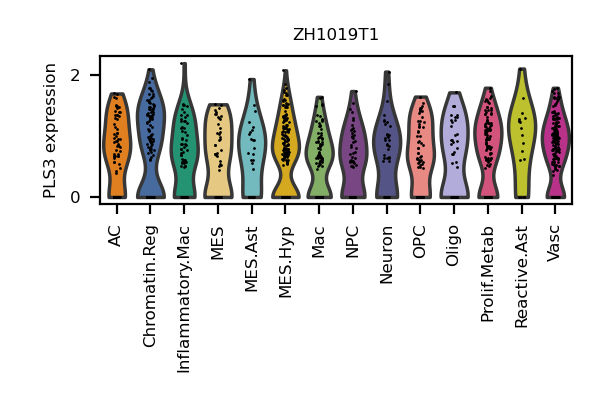 ZH1019T1
PLS3 expression
2
0
AC
Chromatin.Reg
Inflammatory.Mac
MES
MES.Ast
MES.Hyp
Mac
NPC
Neuron
OPC
Oligo
Prolif.Metab
Reactive.Ast
Vasc